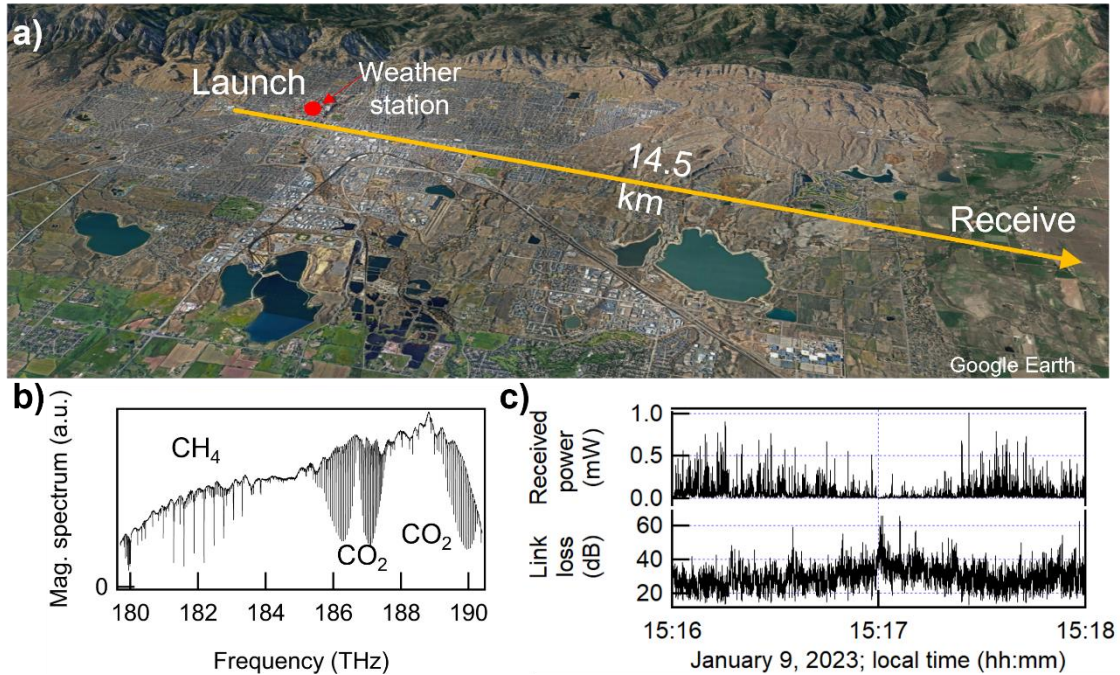 a)
Launch
Weather
station
14.5
km
Receive
Google Earth
b)
Mag. spectrum (a.u.)
0
CH4
CO2
CO2
180 182 184 186 188 190
Frequency (THz)
c)
Received
power
(mW)
1.0
0.5
0.0
Link
loss
(dB)
60
40
20
15:16 15:17 15:18
January 9, 2023; local time (hh:mm)